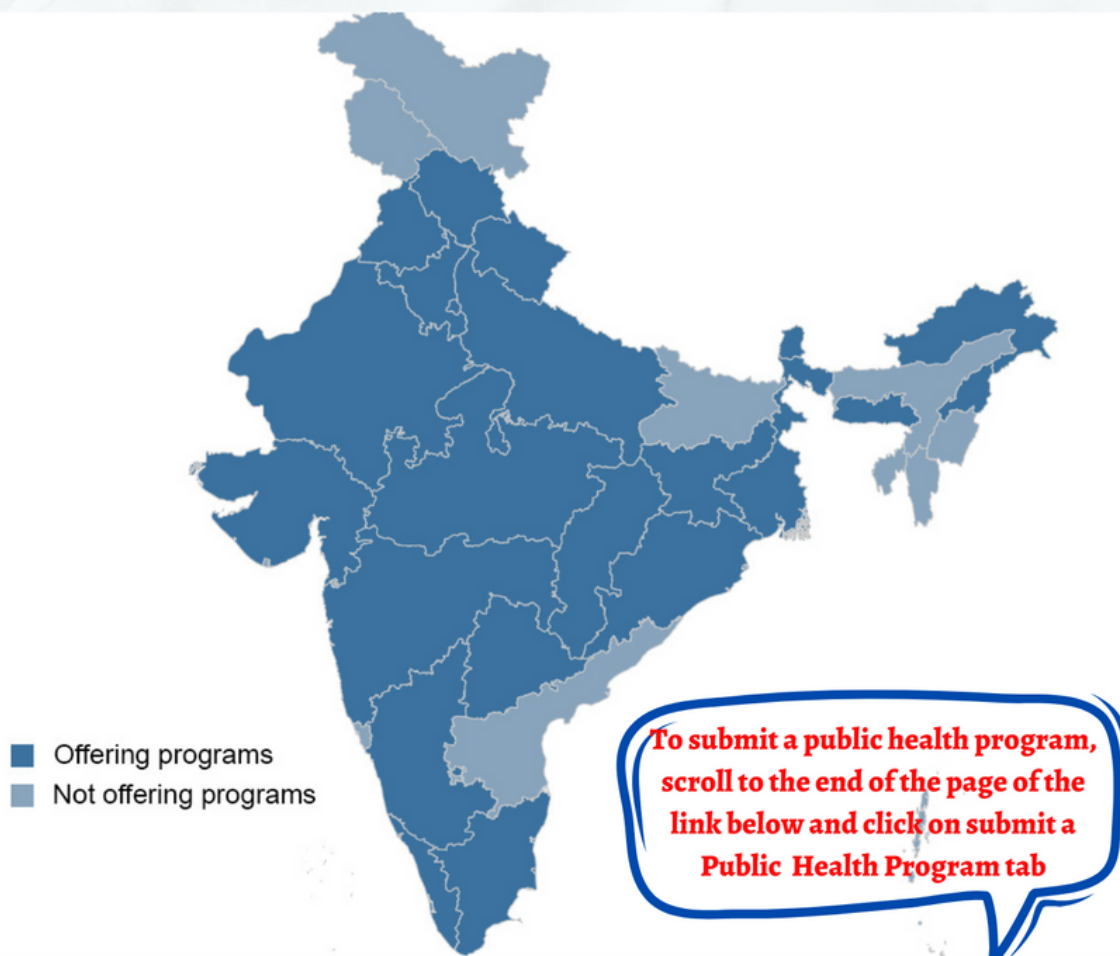 Offering programs
Not offering programs
To submit a public health program,
scroll to the end of the page of the
link below and click on submit a
Public Health Program tab